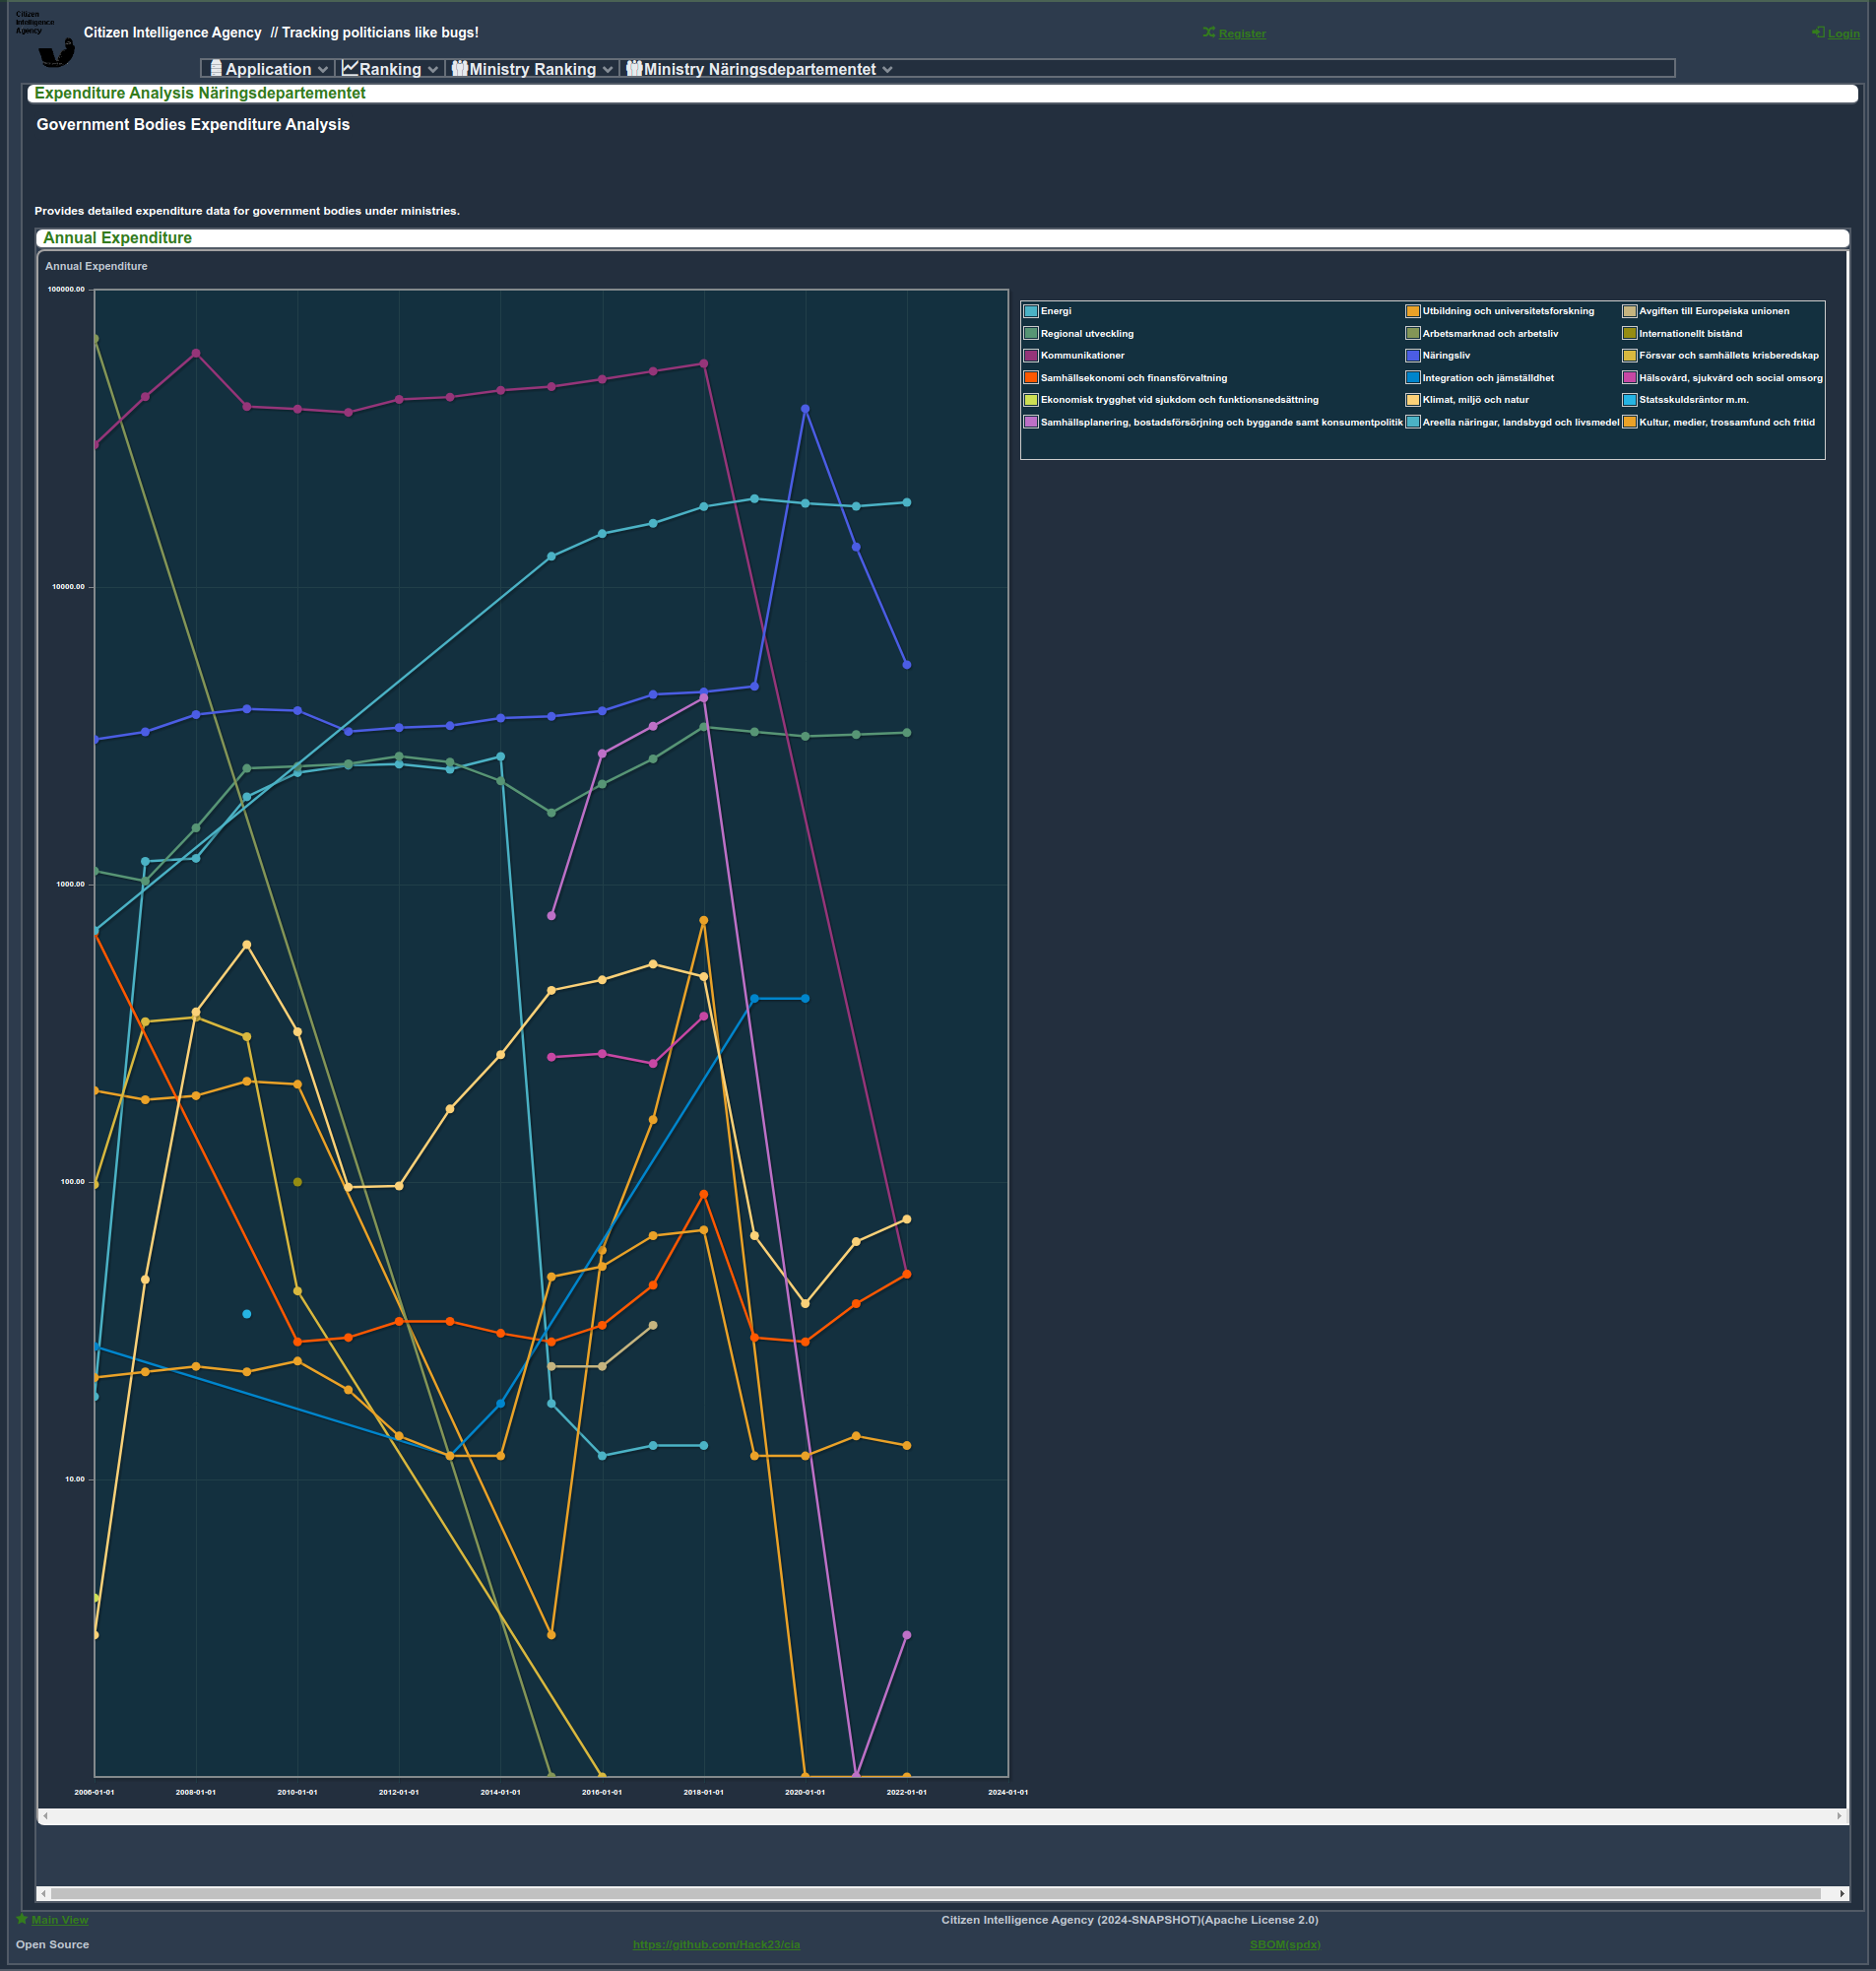 Citizen
Intelligence
Agency
Citizen Intelligence Agency // Tracking politicians like bugs!
Register
Login
Application
Ranking
Ministry Ranking
Ministry Näringsdepartementet
Expenditure Analysis Näringsdepartementet
Government Bodies Expenditure Analysis
Provides detailed expenditure data for government bodies under ministries.
Annual Expenditure
Annual Expenditure
100000.00
10000.00
1000.00
100.00
10.00
2006-01-01
2008-01-01
2010-01-01
2012-01-01
2014-01-01
2016-01-01
2018-01-01
2020-01-01
2022-01-01
2024-01-01
Energi
Utbildning och universitetsforskning
Avgiften till Europeiska unionen
Regional utveckling
Arbetsmarknad och arbetsliv
Internationellt bistånd
Kommunikationer
Näringsliv
Försvar och samhällets krisberedskap
Samhällsekonomi och finansförvaltning
Integration och jämställdhet
Hälsovård, sjukvård och social omsorg
Ekonomisk trygghet vid sjukdom och funktionsnedsättning
Klimat, miljö och natur
Statsskuldsräntor m.m.
Samhällsplanering, bostadsförsörjning och byggande samt konsumentpolitik
Areella näringar, landsbygd och livsmedel
Kultur, medier, trossamfund och fritid
Main View
Citizen Intelligence Agency (2024-SNAPSHOT)(Apache License 2.0)
Open Source
https://github.com/Hack23/cia
SBOM(spdx)